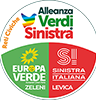 Alleanza
Verdi
Sinistra
Reti Civiche
EUROPA
VERDE
ZELENI
SINISTRA
ITALIANA
LEVICA